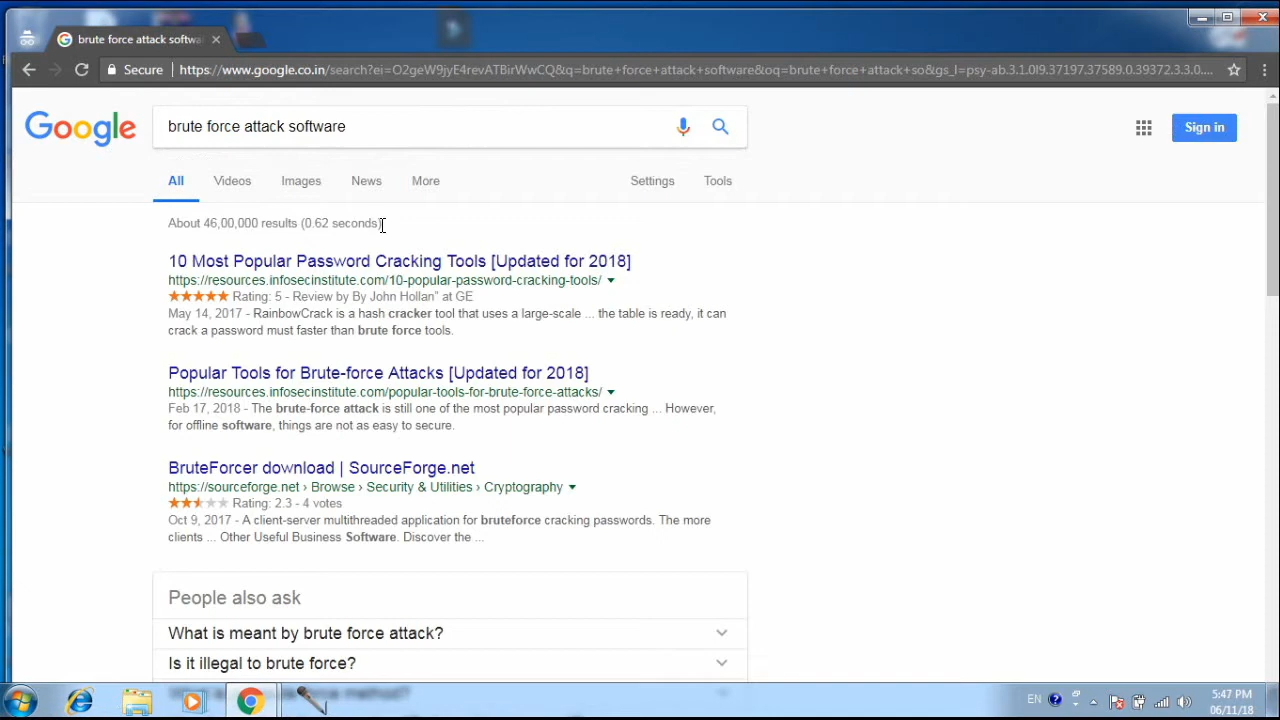 brute force attack softwa
Secure
https://www.google.co.in/search?ei=O2geW9jyE4revATBirWwCQ&q=brute+force+attack+software&oq=brute+force+attack+so&gs_l=psy-ab.3.1.0l9.37197.37589.0.39372.3.3.0....
Google
brute force attack software
Sign in
All Videos Images News More Settings Tools
About 46,00,000 results (0.62 seconds)
10 Most Popular Password Cracking Tools [Updated for 2018]
https://resources.infosecinstitute.com/10-popular-password-cracking-tools/
Rating: 5 - Review by By John Hollan” at GE
May 14, 2017 - RainbowCrack is a hash cracker tool that uses a large-scale ... the table is ready, it can
crack a password must faster than brute force tools.
Popular Tools for Brute-force Attacks [Updated for 2018]
https://resources.infosecinstitute.com/popular-tools-for-brute-force-attacks/
Feb 17, 2018 - The brute-force attack is still one of the most popular password cracking ... However,
for offline software, things are not as easy to secure.
BruteForcer download | SourceForge.net
https://sourceforge.net › Browse › Security & Utilities › Cryptography
Rating: 2.3 - 4 votes
Oct 9, 2017 - A client-server multithreaded application for bruteforce cracking passwords. The more
clients ... Other Useful Business Software. Discover the ...
People also ask
What is meant by brute force attack?
Is it illegal to brute force?
EN
5:47 PM
06/11/18